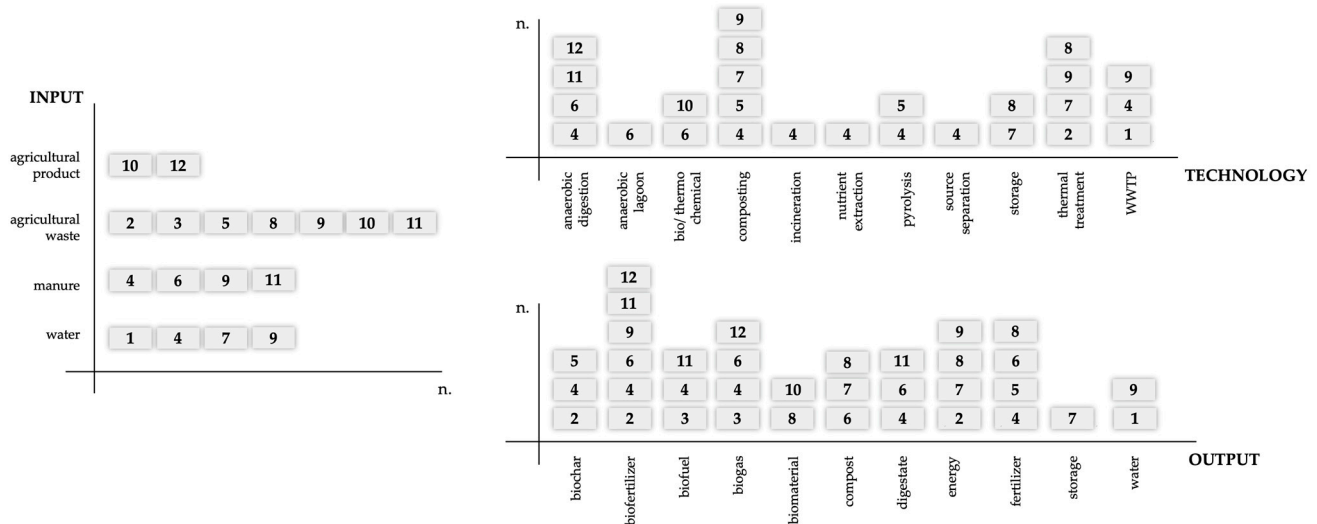 INPUT
agricultural
product
10 12
agricultural
waste
2 3 5 8 9 10 11
manure
4 6 9 11
water
1 4 7 9
n.
n.
9
12 8 8
11 7 9 9
6 10 5 5 8 7 4
4 6 6 4 4 4 4 4 7 2 1
TECHNOLOGY
anaerobic
digestion
anaerobic
lagoon
bio/ thermo
chemical
composting
incineration
nutrient
extraction
pyrolysis
source
separation
storage
thermal
treatment
WWTP
n.
12
11
9 12 9 8
5 6 11 6 8 11 8 6
4 4 4 4 10 7 6 7 5 9
2 2 3 3 8 6 4 2 4 7 1
OUTPUT
biochar
biofertilizer
biofuel
biogas
biomaterial
compost
digestate
energy
fertilizer
storage
water